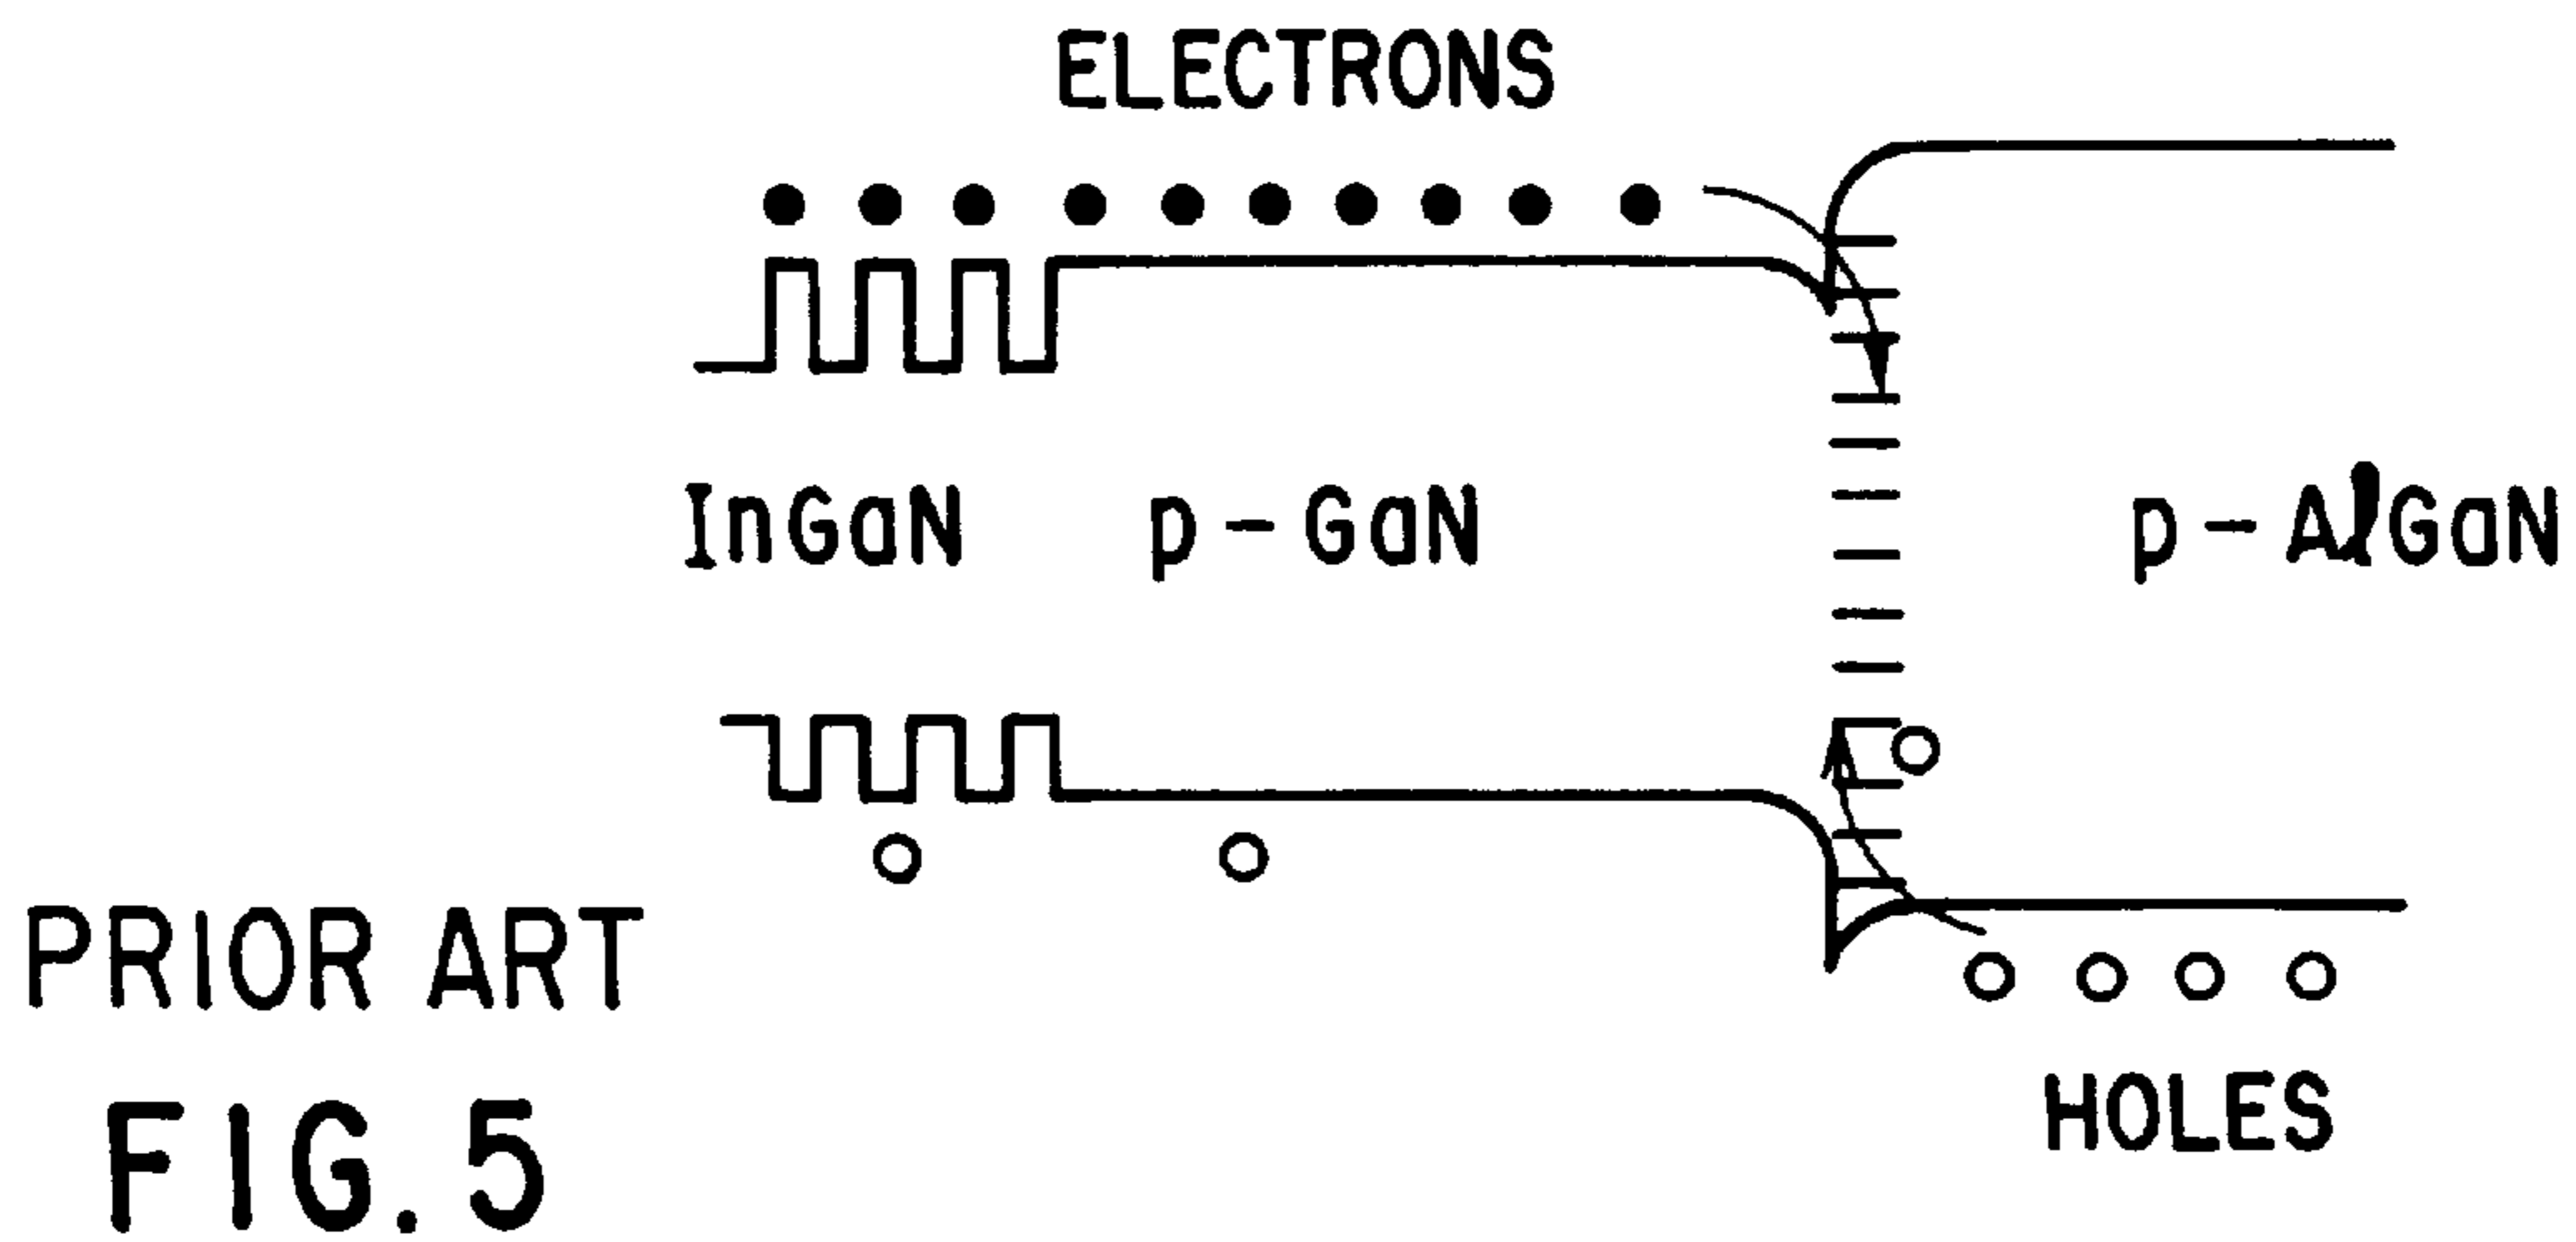 ELECTRONS
InGaN p-GaN p-AlGaN
PRIOR ART
HOLES
FIG. 5